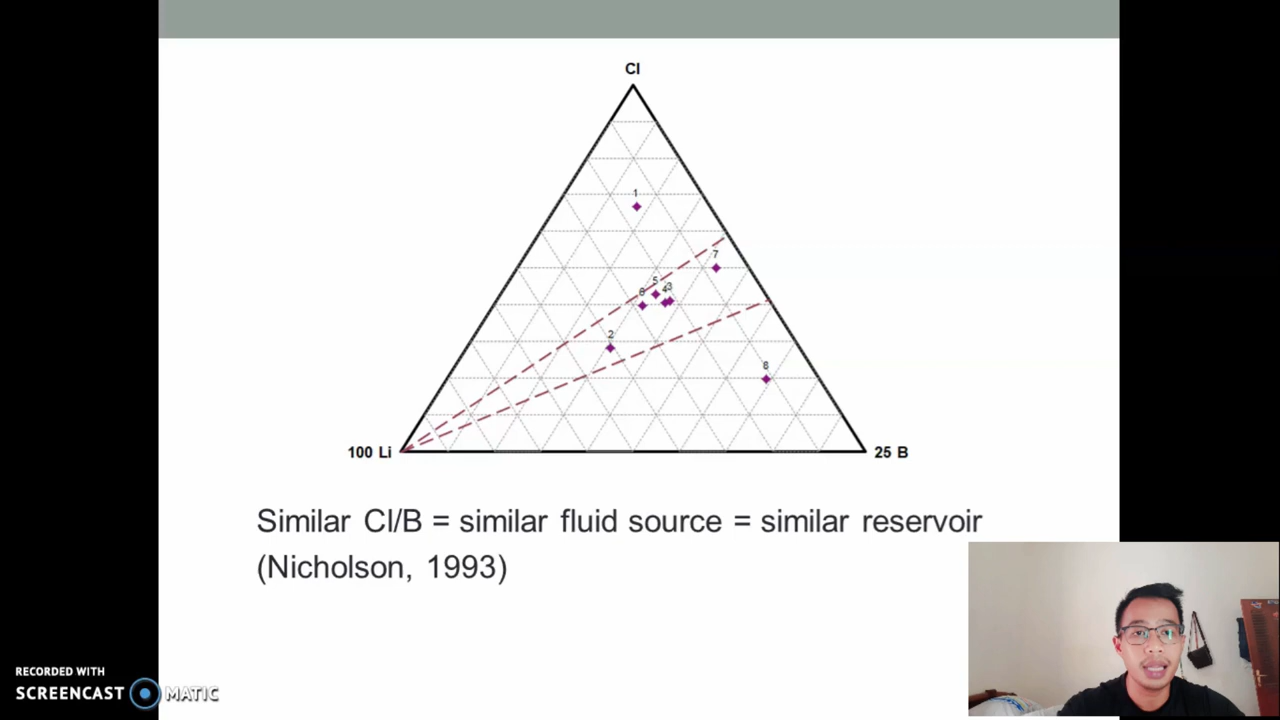 Cl
1
7
5
6 4 3
2
8
100 Li
25 B
Similar Cl/B = similar fluid source = similar reservoir
(Nicholson, 1993)
RECORDED WITH
SCREENCAST MATIC